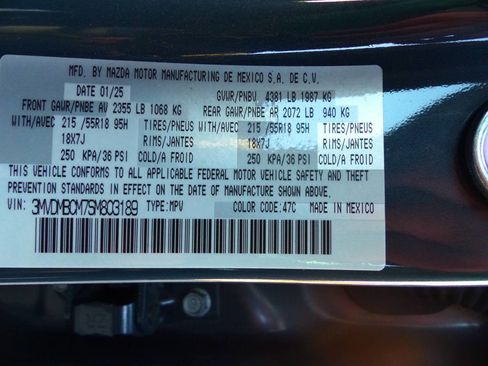 MFD. BY MAZDA MOTOR MANUFACTURING DE MEXICO S.A. DE C.V.
DATE 01/25 GVWR/PNBV 4381 LB 1987 KG
FRONT GAWR/PNBE AV 2355 LB 1068 KG REAR GAWR/PNBE AR 2072 LB 940 KG
WITH/AVEC 215 /55R18 95H TIRES/PNEUS WITH/AVEC 215 /55R18 95H TIRES/PNEUS
18X7J RIMS/JANTES 18X7J RIMS/JANTES
250 KPA/36 PSI COLD/A FROID 250 KPA/36 PSI COLD/A FROID
THIS VEHICLE CONFORMS TO ALL APPLICABLE FEDERAL SAFETY AND THEFT
PREVENTION STANDARDS IN EFFECT ON THE DATE OF MANUFACTURE SHOWN ABOVE.
VIN: 3MVDMBCM7SM803189 TYPE:MPV COLOR CODE:47C MADE IN MEXICO